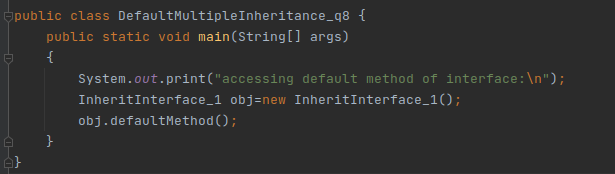 public class DefaultMultipleInheritance_q8 {
    public static void main(String[] args)
    {
        System.out.print("accessing default method of interface:\n");
        InheritInterface_1 obj=new InheritInterface_1();
        obj.defaultMethod();
    }
}